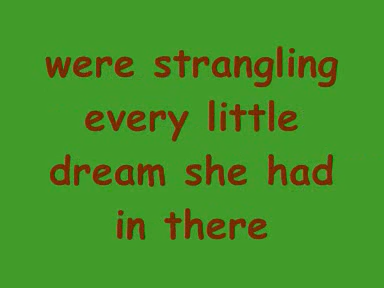 were strangling
every little
dream she had
in there